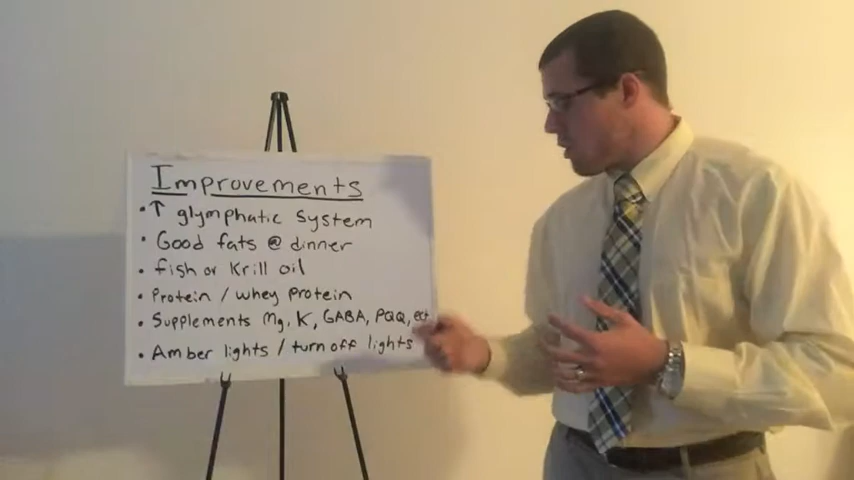 Improvements
• ↑ glymphatic system
• Good fats @ dinner
• fish or Krill oil
• Protein / whey protein
• Supplements Mg, K, GABA, PQQ, ect.
• Amber lights / turn off lights